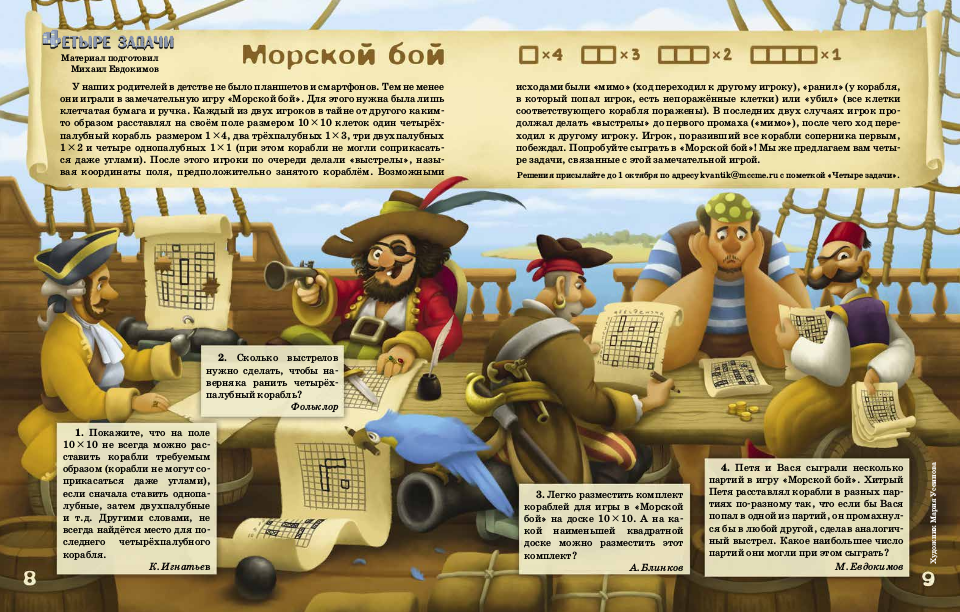 ЧЕТЫРЕ ЗАДАЧИ
Материал подготовил
Михаил Евдокимов
Морской бой
×4 ×3 ×2 ×1
У наших родителей в детстве не было планшетов и смартфонов. Тем не менее
они играли в замечательную игру «Морской бой». Для этого нужна была лишь
клетчатая бумага и ручка. Каждый из двух игроков в тайне от другого каким-
то образом расставлял на своём поле размером 10×10 клеток один четырёх-
палубный корабль размером 1×4, два трёхпалубных 1×3, три двухпалубных
1×2 и четыре однопалубных 1×1 (при этом корабли не могли соприкасать-
ся даже углами). После этого игроки по очереди делали «выстрелы», назы-
вая координаты поля, предположительно занятого кораблём. Возможными
исходами были «мимо» (ход переходил к другому игроку), «ранил» (у корабля,
в который попал игрок, есть непоражённые клетки) или «убил» (все клетки
соответствующего корабля поражены). В последних двух случаях игрок про-
должал делать «выстрелы» до первого промаха («мимо»), после чего ход пере-
ходил к другому игроку. Игрок, поразивший все корабли соперника первым,
побеждал. Попробуйте сыграть в «Морской бой»! Мы же предлагаем вам четы-
ре задачи, связанные с этой замечательной игрой.
Решения присылайте до 1 октября по адресу kvantik@mccme.ru с пометкой «Четыре задачи».
1. Покажите, что на поле
10×10 не всегда можно рас-
ставить корабли требуемым
образом (корабли не могут со-
прикасаться даже углами),
если сначала ставить однопа-
лубные, затем двухпалубные
и т.д. Другими словами, не
всегда найдётся место для по-
следнего четырёхпалубного
корабля.
К. Игнатьев
2. Сколько выстрелов
нужно сделать, чтобы на-
верняка ранить четырёх-
палубный корабль?
Фольклор
3. Легко разместить комплект
кораблей для игры в «Морской
бой» на доске 10×10. А на ка-
кой наименьшей квадратной
доске можно разместить этот
комплект?
А. Блинков
4. Петя и Вася сыграли несколько
партий в игру «Морской бой». Хитрый
Петя расставлял корабли в разных пар-
тиях по-разному так, что если бы Вася
попал в одной из партий, он промахнул-
ся бы в любой другой, сделав аналогич-
ный выстрел. Какое наибольшее число
партий они могли при этом сыграть?
М. Евдокимов
Художник Мария Усеинова
8
9